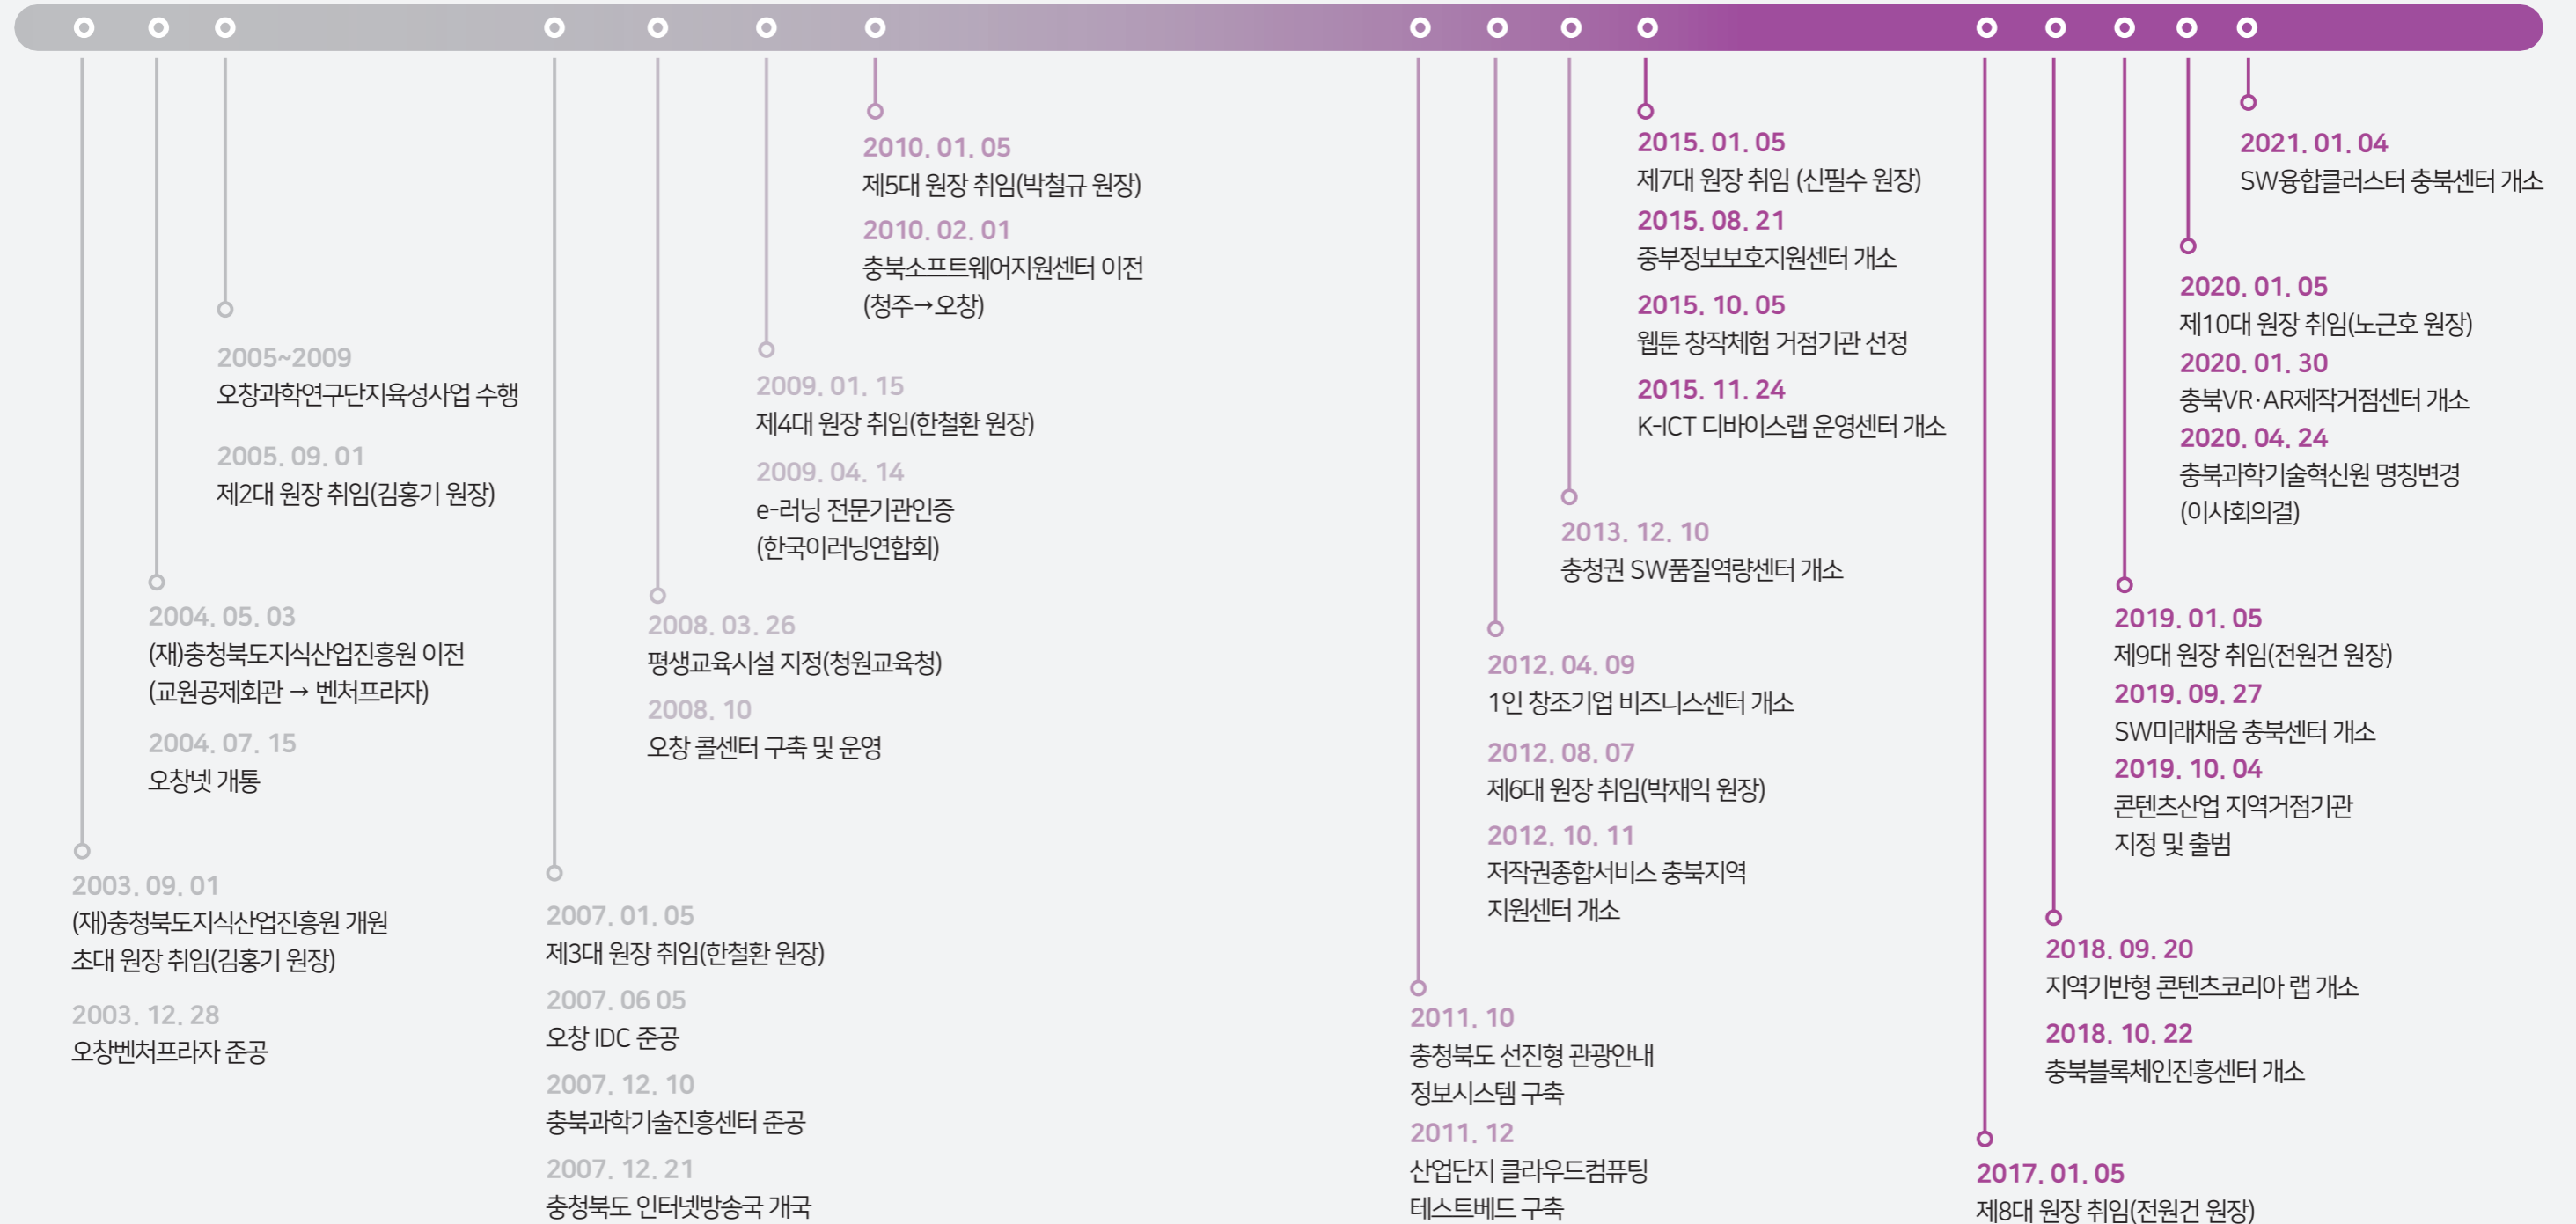 2003. 09. 01
(재)충청북도지식산업진흥원 개원
초대 원장 취임(김홍기 원장)
2003. 12. 28
오창벤처프라자 준공
2004. 05. 03
(재)충청북도지식산업진흥원 이전
(교원공제회관 → 벤처프라자)
2004. 07. 15
오창넷 개통
2005~2009
오창과학연구단지육성사업 수행
2005. 09. 01
제2대 원장 취임(김홍기 원장)
2007. 01. 05
제3대 원장 취임(한철환 원장)
2007. 06 05
오창 IDC 준공
2007. 12. 10
충북과학기술진흥센터 준공
2007. 12. 21
충청북도 인터넷방송국 개국
2008. 03. 26
평생교육시설 지정(청원교육청)
2008. 10
오창 콜센터 구축 및 운영
2009. 01. 15
제4대 원장 취임(한철환 원장)
2009. 04. 14
e-러닝 전문기관인증
(한국이러닝연합회)
2010. 01. 05
제5대 원장 취임(박철규 원장)
2010. 02. 01
충북소프트웨어지원센터 이전
(청주→오창)
2011. 10
충청북도 선진형 관광안내
정보시스템 구축
2011. 12
산업단지 클라우드컴퓨팅
테스트베드 구축
2012. 04. 09
1인 창조기업 비즈니스센터 개소
2012. 08. 07
제6대 원장 취임(박재익 원장)
2012. 10. 11
저작권종합서비스 충북지역
지원센터 개소
2013. 12. 10
충청권 SW품질역량센터 개소
2015. 01. 05
제7대 원장 취임 (신필수 원장)
2015. 08. 21
중부정보보호지원센터 개소
2015. 10. 05
웹툰 창작체험 거점기관 선정
2015. 11. 24
K-ICT 디바이스랩 운영센터 개소
2017. 01. 05
제8대 원장 취임(전원건 원장)
2018. 09. 20
지역기반형 콘텐츠코리아 랩 개소
2018. 10. 22
충북블록체인진흥센터 개소
2019. 01. 05
제9대 원장 취임(전원건 원장)
2019. 09. 27
SW미래채움 충북센터 개소
2019. 10. 04
콘텐츠산업 지역거점기관
지정 및 출범
2020. 01. 05
제10대 원장 취임(노근호 원장)
2020. 01. 30
충북VR·AR제작거점센터 개소
2020. 04. 24
충북과학기술혁신원 명칭변경
(이사회의결)
2021. 01. 04
SW융합클러스터 충북센터 개소